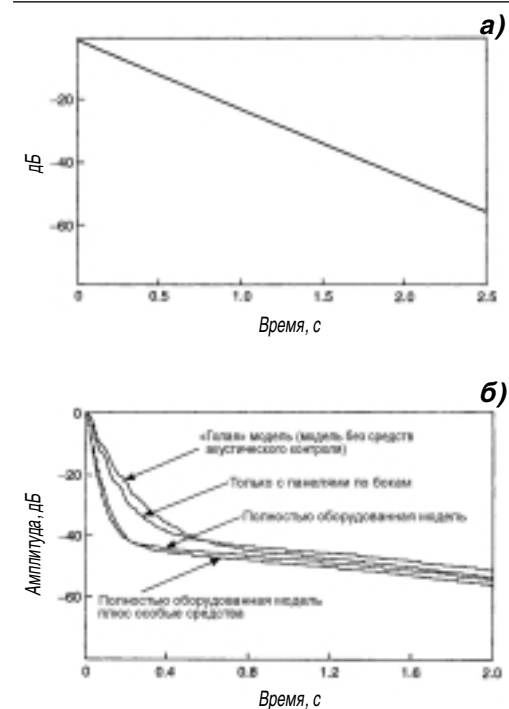 а)
дБ
-20
-40
-60
0 0.5 1.0 1.5 2.0 2.5
Время, с
б)
Амплитуда, дБ
0
-20
-40
-60
«Голая» модель (модель без средств
акустического контроля)
Только с панелями по бокам
Полностью оборудованная модель
Полностью оборудованная модель
плюс особые средства
0 0.4 0.8 1.2 1.6 2.0
Время, с